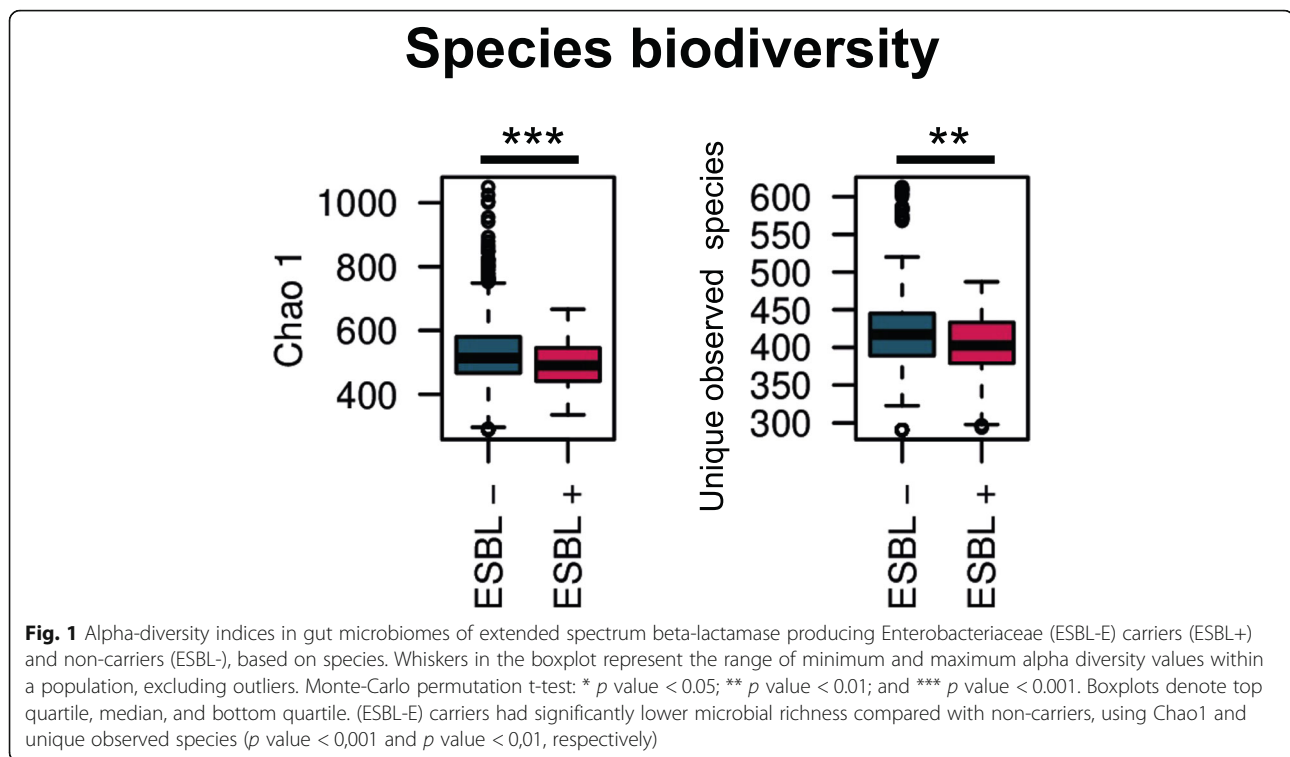 Species biodiversity
***
**
Chao 1
1000
800
600
400
ESBL -
ESBL +
Unique observed species
600
550
500
450
400
350
300
ESBL -
ESBL +
Fig. 1 Alpha-diversity indices in gut microbiomes of extended spectrum beta-lactamase producing Enterobacteriaceae (ESBL-E) carriers (ESBL+)
and non-carriers (ESBL-), based on species. Whiskers in the boxplot represent the range of minimum and maximum alpha diversity values within
a population, excluding outliers. Monte-Carlo permutation t-test: * p value < 0.05; ** p value < 0.01; and *** p value < 0.001. Boxplots denote top
quartile, median, and bottom quartile. (ESBL-E) carriers had significantly lower microbial richness compared with non-carriers, using Chao1 and
unique observed species (p value < 0,001 and p value < 0,01, respectively)